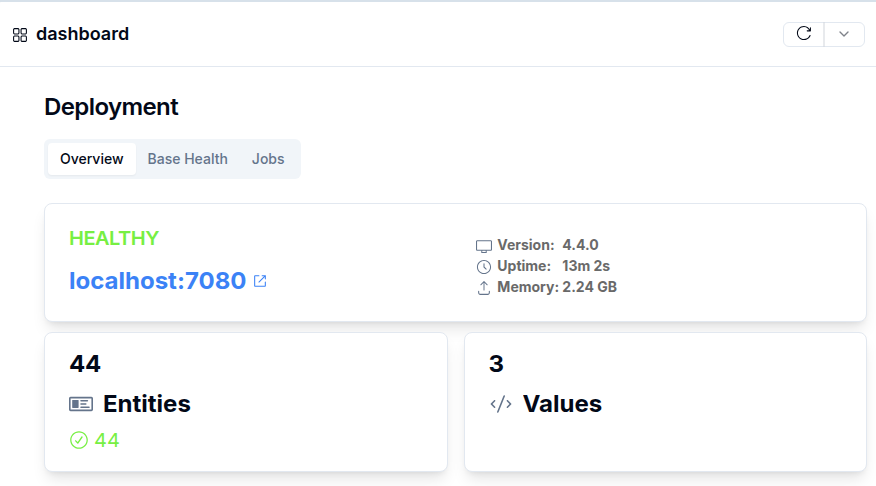 dashboard
Deployment
Overview Base Health Jobs
HEALTHY
localhost:7080
Version: 4.4.0
Uptime: 13m 2s
Memory: 2.24 GB
44
Entities
44
3
Values